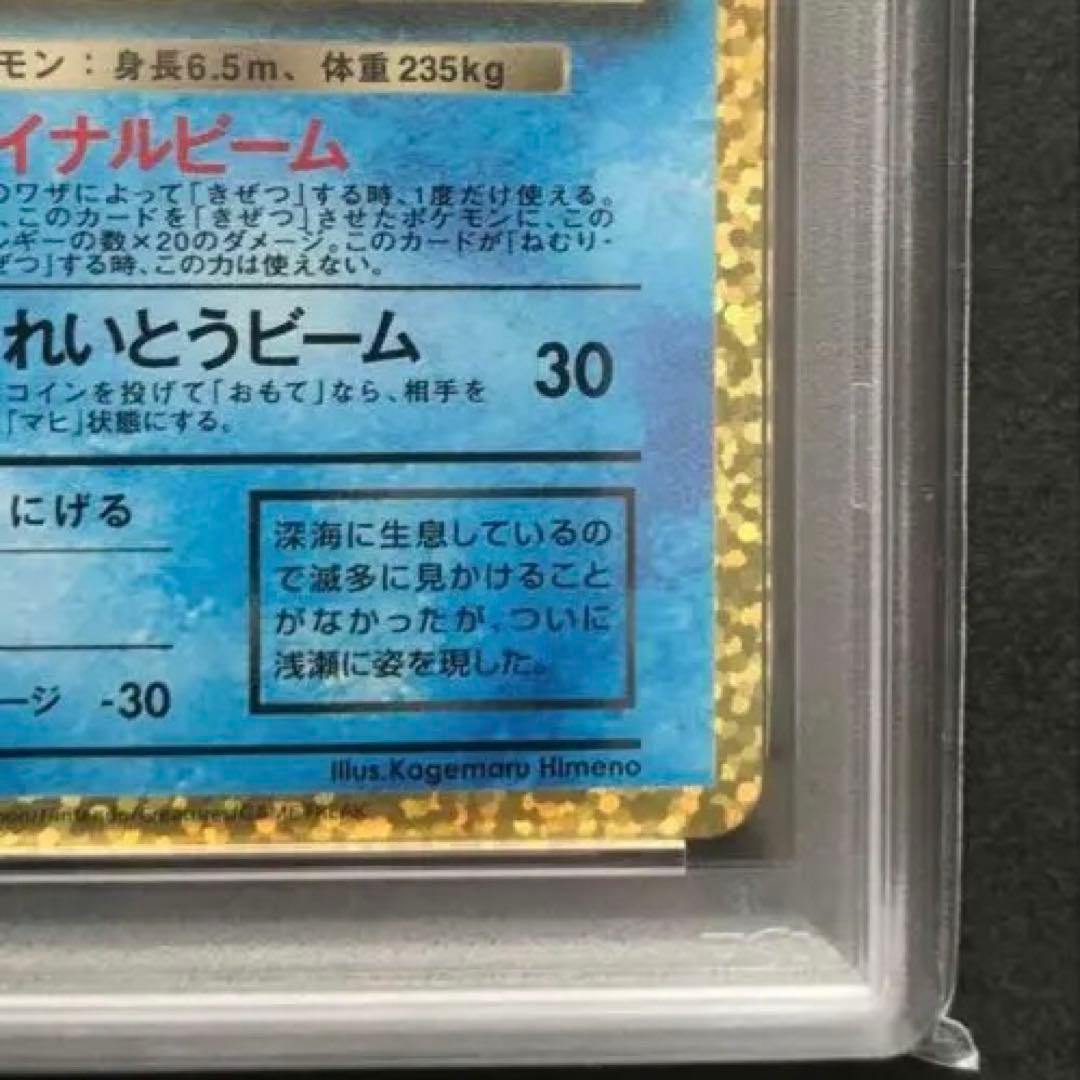 モン：身長6.5m、体重235kg
イナルビーム
のワザによって「きぜつ」する時、1度だけ使える。
、このカードを「きぜつ」させたポケモンに、この
ルギーの数×20のダメージ。このカードが「ねむり・
ぜつ」する時、この力は使えない。
れいとうビーム 30
コインを投げて「おもて」なら、相手を
「マヒ」状態にする。
にげる
深海に生息しているの
で滅多に見かけること
がなかったが、ついに
浅瀬に姿を現した。
ージ -30
Illus.Kagemaru Himeno
on/Nintendo/Creatures/GAME FREAK